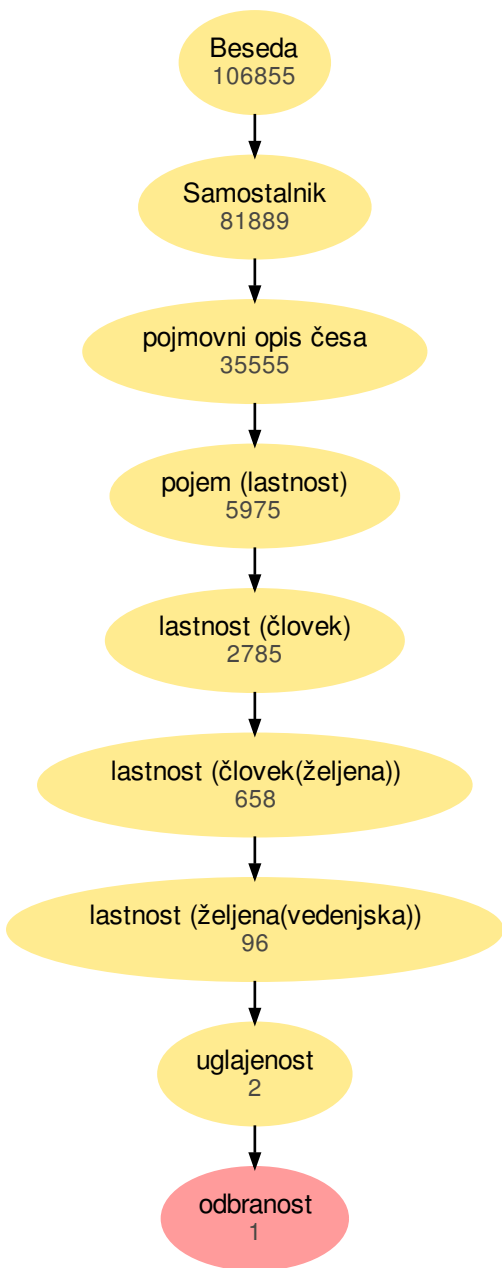 Beseda
106855
Samostalnik
81889
pojmovni opis česa
35555
pojem (lastnost)
5975
lastnost (človek)
2785
lastnost (človek(željena))
658
lastnost (željena(vedenjska))
96
uglajenost
2
odbranost
1